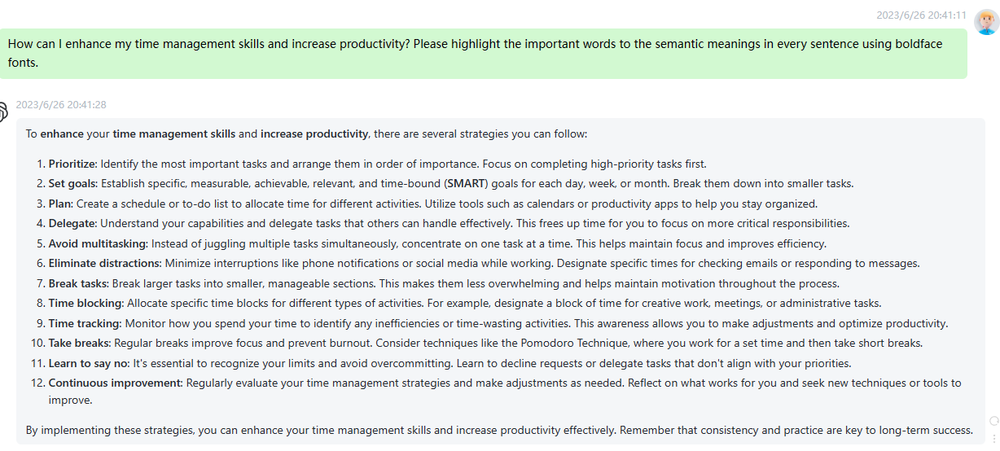 2023/6/26 20:41:11
How can I enhance my time management skills and increase productivity? Please highlight the important words to the semantic meanings in every sentence using boldface
fonts.
2023/6/26 20:41:28
To enhance your time management skills and increase productivity, there are several strategies you can follow:
1. Prioritize: Identify the most important tasks and arrange them in order of importance. Focus on completing high-priority tasks first.
2. Set goals: Establish specific, measurable, achievable, relevant, and time-bound (SMART) goals for each day, week, or month. Break them down into smaller tasks.
3. Plan: Create a schedule or to-do list to allocate time for different activities. Utilize tools such as calendars or productivity apps to help you stay organized.
4. Delegate: Understand your capabilities and delegate tasks that others can handle effectively. This frees up time for you to focus on more critical responsibilities.
5. Avoid multitasking: Instead of juggling multiple tasks simultaneously, concentrate on one task at a time. This helps maintain focus and improves efficiency.
6. Eliminate distractions: Minimize interruptions like phone notifications or social media while working. Designate specific times for checking emails or responding to messages.
7. Break tasks: Break larger tasks into smaller, manageable sections. This makes them less overwhelming and helps maintain motivation throughout the process.
8. Time blocking: Allocate specific time blocks for different types of activities. For example, designate a block of time for creative work, meetings, or administrative tasks.
9. Time tracking: Monitor how you spend your time to identify any inefficiencies or time-wasting activities. This awareness allows you to make adjustments and optimize productivity.
10. Take breaks: Regular breaks improve focus and prevent burnout. Consider techniques like the Pomodoro Technique, where you work for a set time and then take short breaks.
11. Learn to say no: It's essential to recognize your limits and avoid overcommitting. Learn to decline requests or delegate tasks that don't align with your priorities.
12. Continuous improvement: Regularly evaluate your time management strategies and make adjustments as needed. Reflect on what works for you and seek new techniques or tools to
improve.
By implementing these strategies, you can enhance your time management skills and increase productivity effectively. Remember that consistency and practice are key to long-term success.